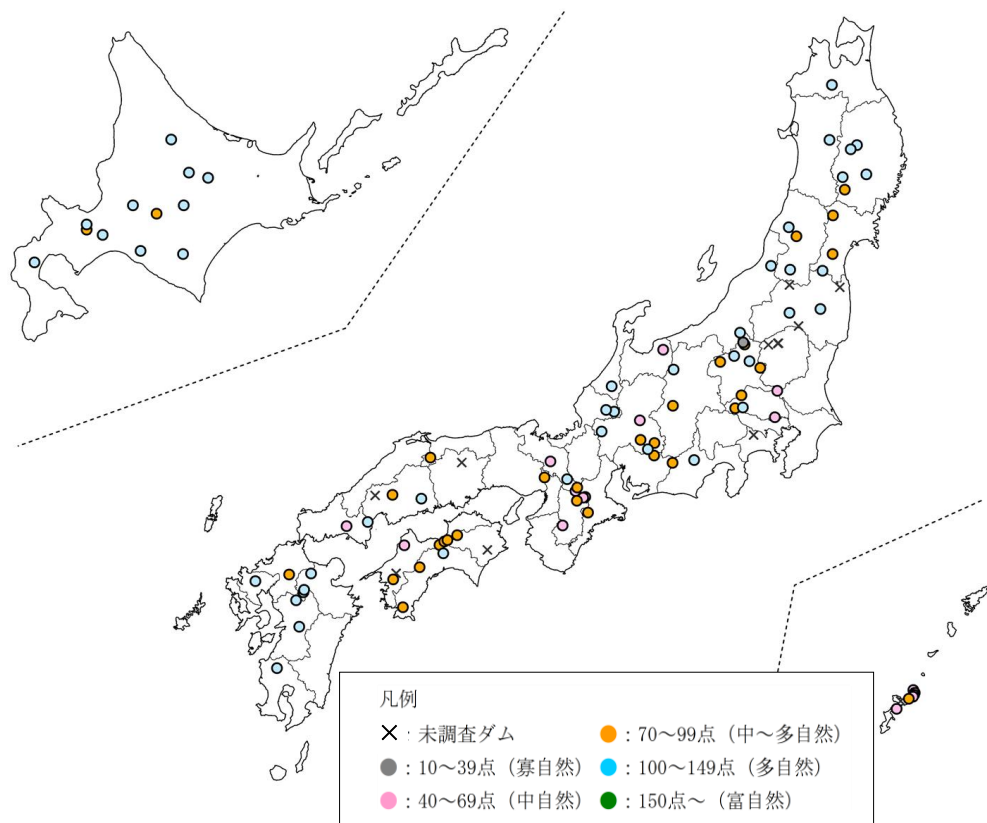 凡例
× : 未調査ダム
: 10～39点（寡自然）
: 40～69点（中自然）
: 70～99点（中～多自然）
: 100～149点（多自然）
: 150点～（富自然）